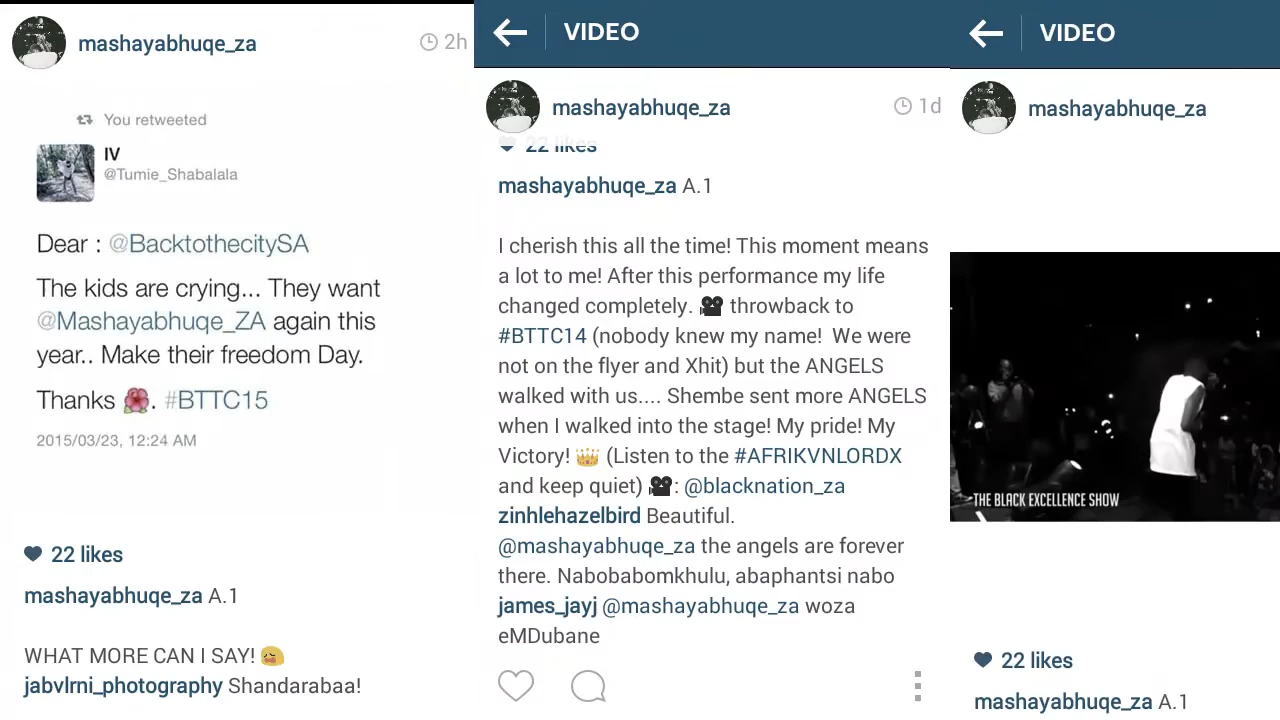 mashayabhuqe_za
2h
You retweeted
IV
@Tumie_Shabalala
Dear : @BacktothecitySA
The kids are crying... They want
@Mashayabhuqe_ZA again this
year.. Make their freedom Day.
Thanks 🌺. #BTTC15
2015/03/23, 12:24 AM
22 likes
mashayabhuqe_za A.1
WHAT MORE CAN I SAY! 😩
jabvlrni_photography Shandarabaa!
VIDEO
mashayabhuqe_za
1d
22 likes
mashayabhuqe_za A.1
I cherish this all the time! This moment means
a lot to me! After this performance my life
changed completely. 🎥 throwback to
#BTTC14 (nobody knew my name! We were
not on the flyer and Xhit) but the ANGELS
walked with us.... Shembe sent more ANGELS
when I walked into the stage! My pride! My
Victory! 👑 (Listen to the #AFRIKVNLORDX
and keep quiet) 🎥: @blacknation_za
zinhlehazelbird Beautiful.
@mashayabhuqe_za the angels are forever
there. Nabobabomkhulu, abaphantsi nabo
james_jayj @mashayabhuqe_za woza
eMDubane
VIDEO
mashayabhuqe_za
THE BLACK EXCELLENCE SHOW
22 likes
mashayabhuqe_za A.1